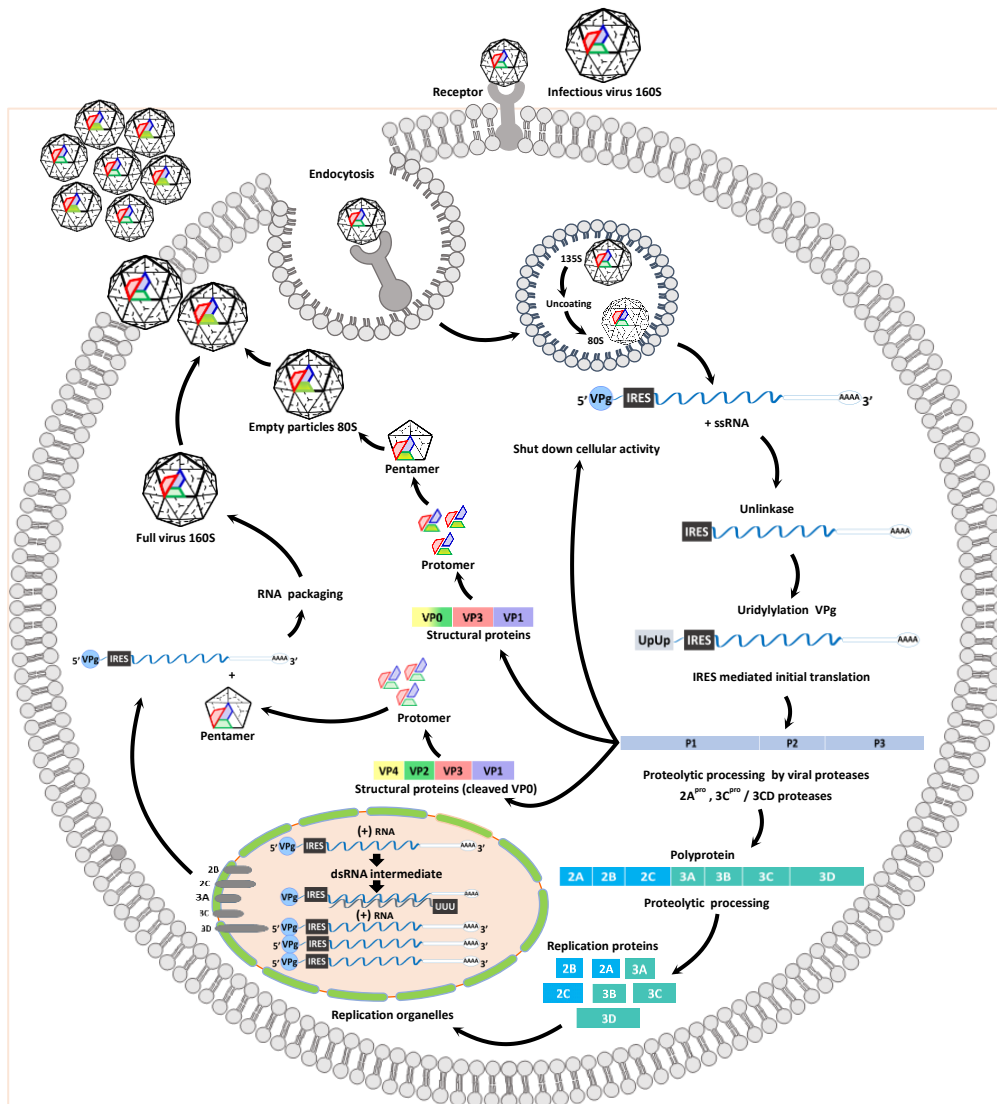 Receptor
Infectious virus 160S
Endocytosis
135S
Uncoating
80S
5’ VPg IRES AAAA 3’
+ ssRNA
Shut down cellular activity
Unlinkase
IRES AAAA
Uridylylation VPg
UpUp IRES AAAA
IRES mediated initial translation
P1 P2 P3
Proteolytic processing by viral proteases
2Apro , 3Cpro / 3CD proteases
Polyprotein
2A 2B 2C 3A 3B 3C 3D
Proteolytic processing
Replication proteins
2B 2A 3A
2C 3B 3C
3D
Empty particles 80S
Pentamer
Protomer
VP0 VP3 VP1
Structural proteins
Full virus 160S
RNA packaging
5’ VPg IRES AAAA 3’
+
Pentamer
Protomer
VP4 VP2 VP3 VP1
Structural proteins (cleaved VP0)
(+) RNA
5’ VPg IRES AAAA 3’
dsRNA intermediate
VPg IRES AAAA
UUU
(+) RNA
5’ VPg IRES AAAA 3’
5’ VPg IRES AAAA 3’
5’ VPg IRES AAAA 3’
2B
2C
3A
3C
3D
Replication organelles